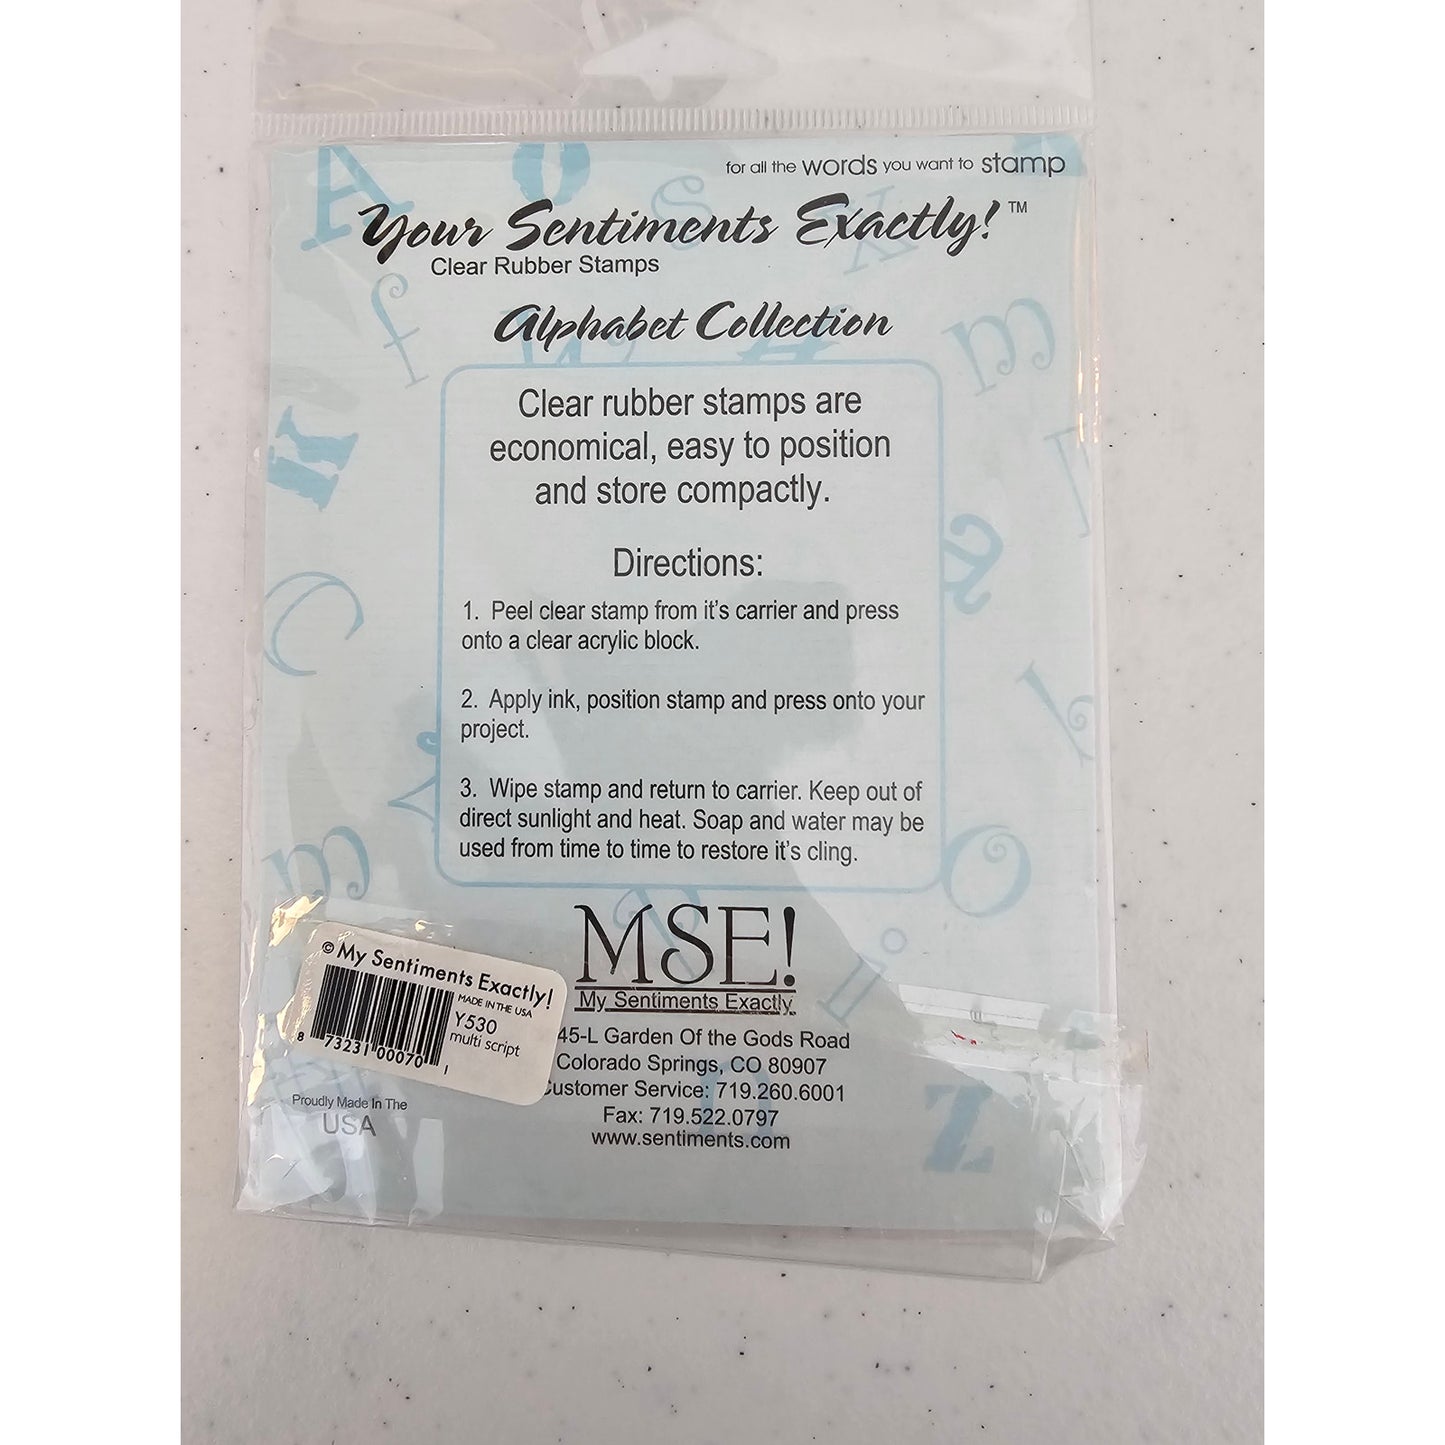 for all the words you want to stamp
Your Sentiments Exactly! ™
Clear Rubber Stamps
Alphabet Collection
Clear rubber stamps are
economical, easy to position
and store compactly.
Directions:
1. Peel clear stamp from it's carrier and press
onto a clear acrylic block.
2. Apply ink, position stamp and press onto your
project.
3. Wipe stamp and return to carrier. Keep out of
direct sunlight and heat. Soap and water may be
used from time to time to restore it's cling.
MSE!
My Sentiments Exactly
45-L Garden Of the Gods Road
Colorado Springs, CO 80907
Customer Service: 719.260.6001
Fax: 719.522.0797
www.sentiments.com
© My Sentiments Exactly!
MADE IN THE USA
Y530
multi script
8 73231 00070 1
Proudly Made In The
USA